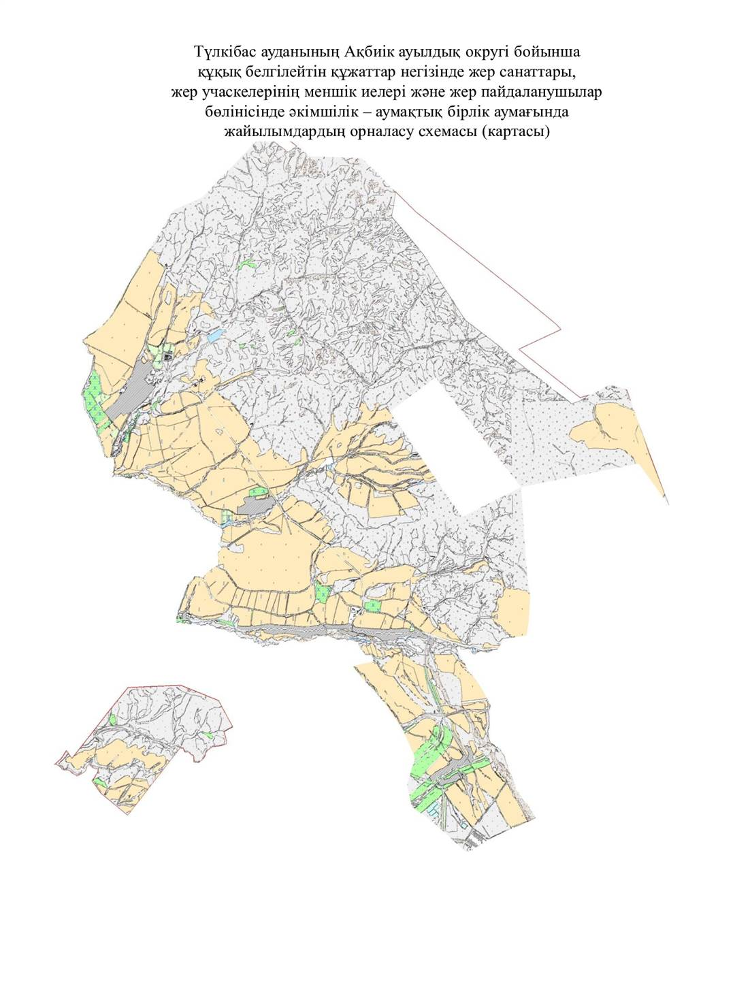 Түлкібас ауданының Ақбиік ауылдық округі бойынша
құқық белгілейтін құжаттар негізінде жер санаттары,
жер учаскелерінің меншік иелері және жер пайдаланушылар
бөлінісінде әкімшілік – аумақтық бірлік аумағында
жайылымдардың орналасу схемасы (картасы)